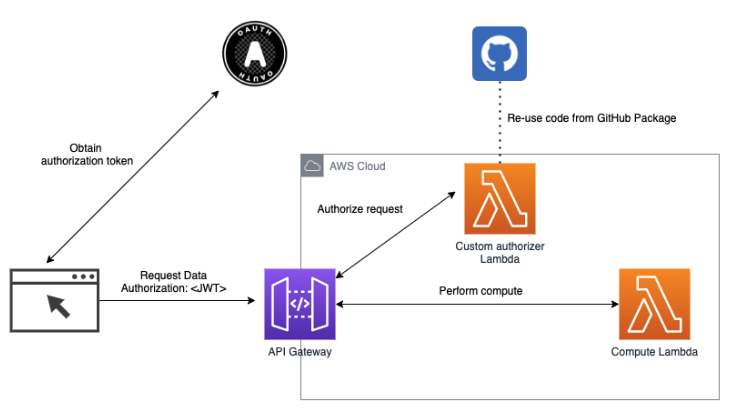 OAUTH
A
OAUTH
Re-use code from GitHub Package
Obtain
authorization token
AWS Cloud
Authorize request
Custom authorizer
Lambda
Request Data
Authorization: <JWT>
</>
Perform compute
API Gateway
Compute Lambda